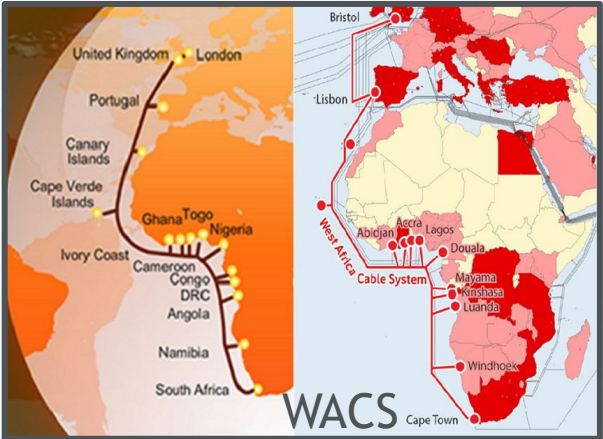 United Kingdom
London
Portugal
Canary
Islands
Cape Verde
Islands
Ghana
Togo
Nigeria
Ivory Coast
Cameroon
Congo
DRC
Angola
Namibia
South Africa
Bristol
Lisbon
Abidjan
Accra
Lagos
Douala
West Africa
Cable System
Mayama
Kinshasa
Luanda
Windhoek
Cape Town
WACS